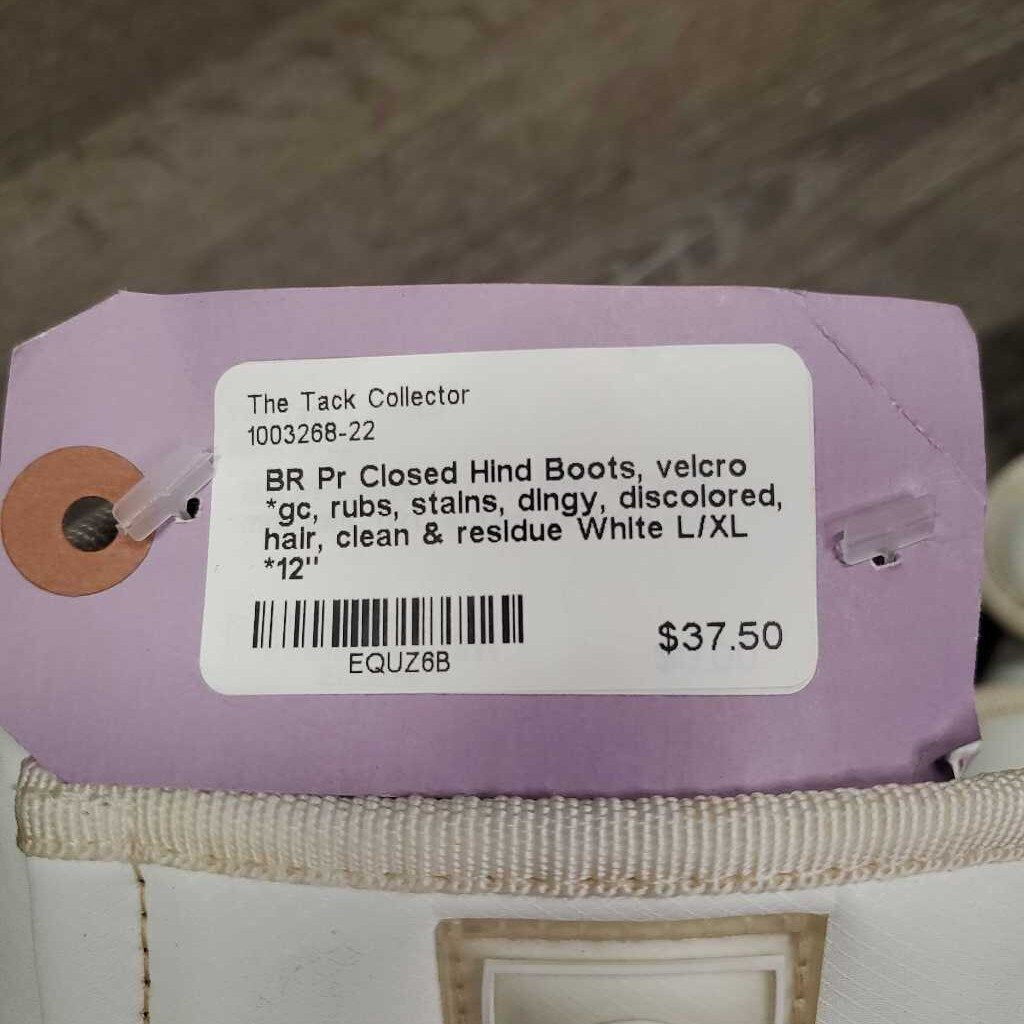 The Tack Collector
1003268-22
BR Pr Closed Hind Boots, velcro
*gc, rubs, stains, dingy, discolored,
hair, clean & residue White L/XL
*12"
EQUZ6B
$37.50